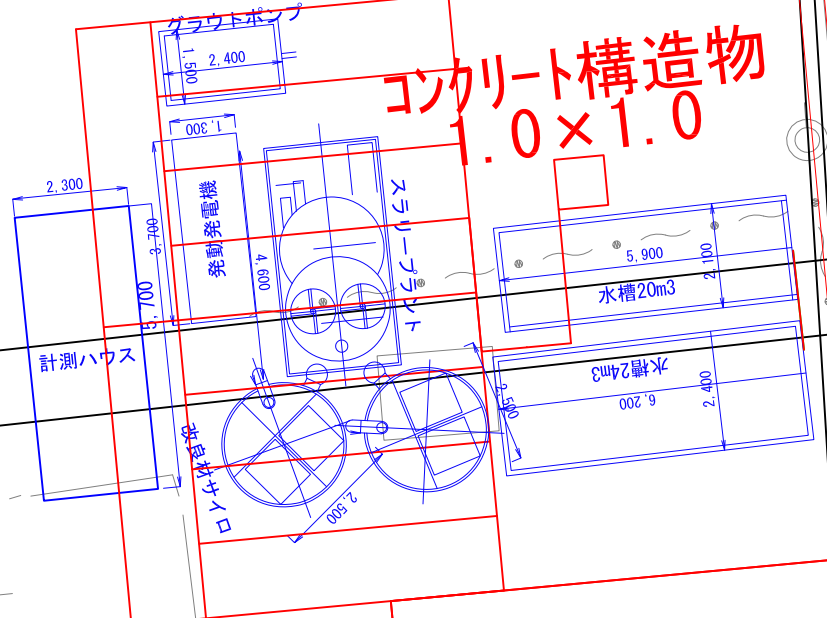 グラウトポンプ
1,500
2,400
コンクリート構造物
1.0×1.0
1,300
2,300
発動発電機
3,700
4,600
スラリープラント
5,700
5,900
2,100
水槽20m3
計測ハウス
水槽24m3
6,200
2,400
2,500
改良材サイロ
2,500